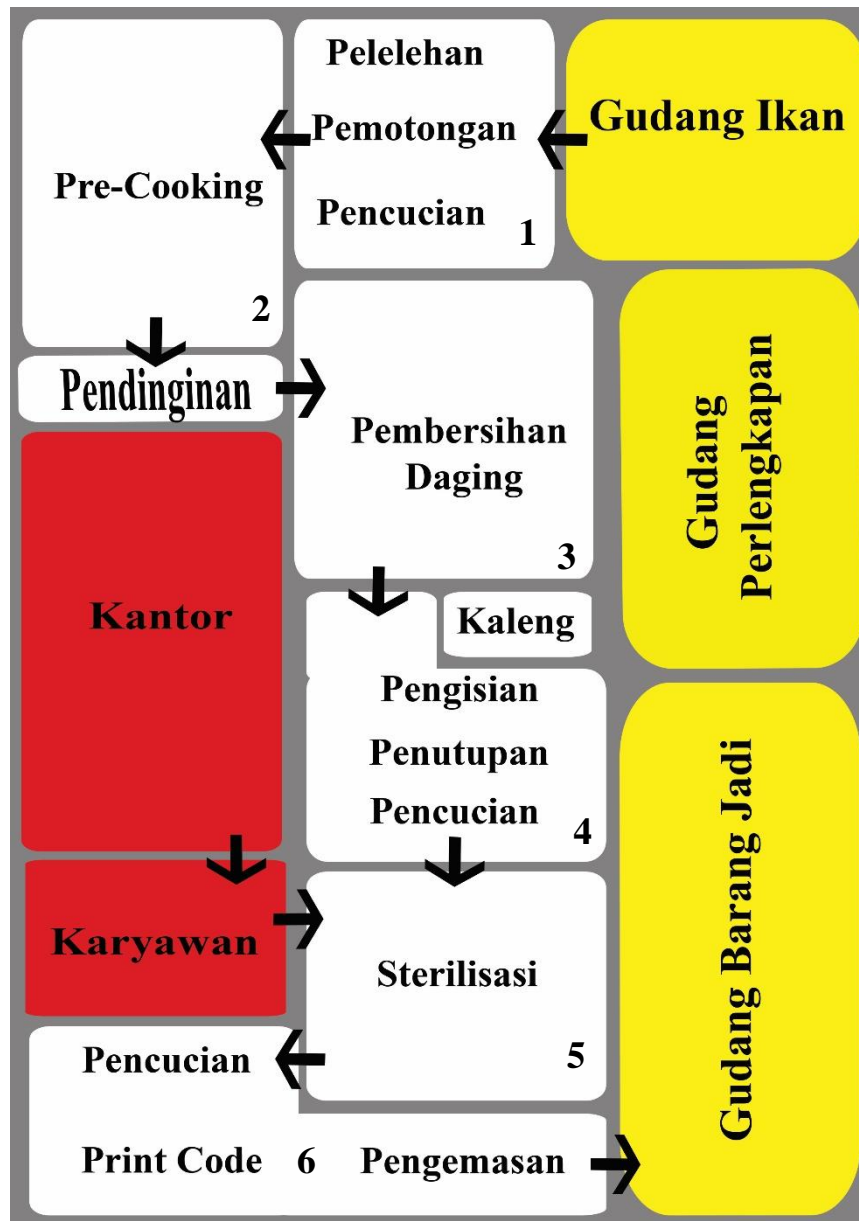 Pelelehan
Pemotongan
Pencucian
1
Gudang Ikan
Pre-Cooking
2
Pendinginan
Pembersihan
Daging
3
Gudang
Perlengkapan
Kantor
Kaleng
Pengisian
Penutupan
Pencucian
4
Karyawan
Sterilisasi
5
Gudang Barang Jadi
Pencucian
Print Code 6 Pengemasan